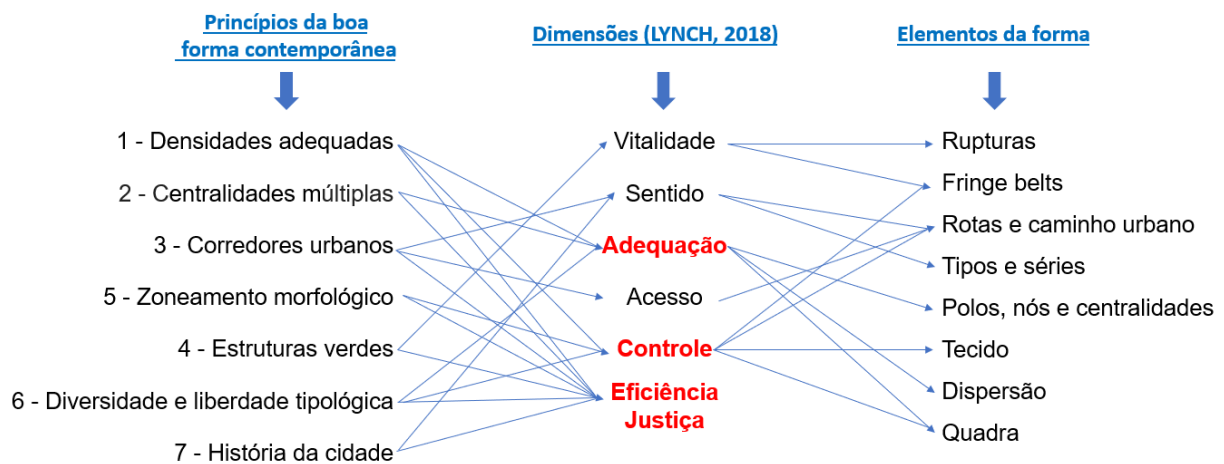 Princípios da boa
forma contemporânea
Dimensões (LYNCH, 2018)
Elementos da forma
1 - Densidades adequadas
2 - Centralidades múltiplas
3 - Corredores urbanos
5 - Zoneamento morfológico
4 - Estruturas verdes
6 - Diversidade e liberdade tipológica
7 - História da cidade
Vitalidade
Sentido
Adequação
Acesso
Controle
Eficiência
Justiça
Rupturas
Fringe belts
Rotas e caminho urbano
Tipos e séries
Polos, nós e centralidades
Tecido
Dispersão
Quadra